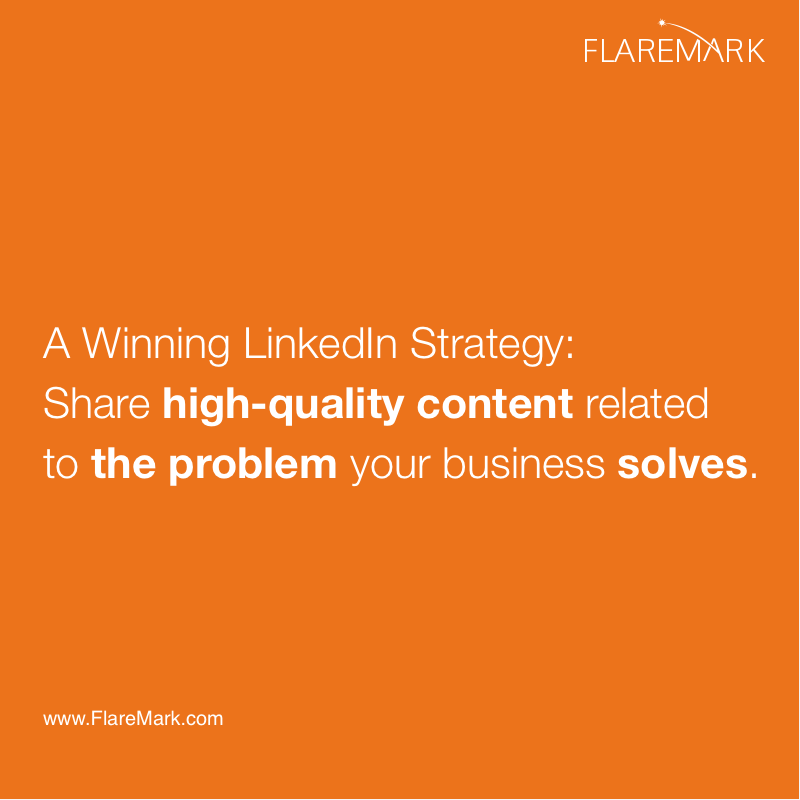 FLAREMARK
A Winning LinkedIn Strategy:
Share high-quality content related
to the problem your business solves.
www.FlareMark.com